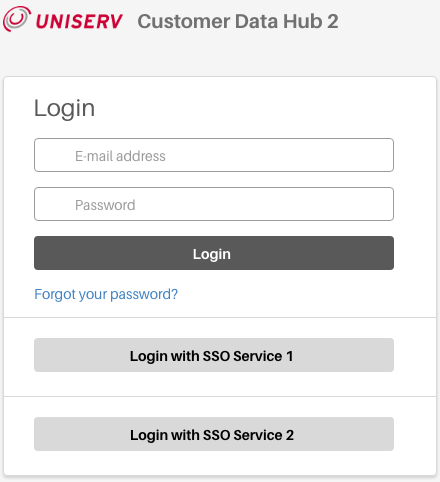 UNISERV Customer Data Hub 2
Login
E-mail address
Password
Login
Forgot your password?
Login with SSO Service 1
Login with SSO Service 2